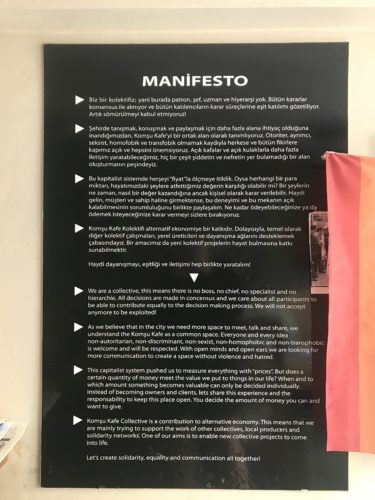 MANİFESTO
Biz bir kolektifiz; yani burada patron, şef, uzman ve hiyerarşi yok. Bütün kararlar
konsensus ile alınıyor ve bütün katılımcıların karar süreçlerine eşit katılımı gözetiliyor.
Artık sömürülmeyi kabul etmiyoruz!
Şehirde tanışmak, konuşmak ve paylaşmak için daha fazla alana ihtiyaç olduğuna
inandığımızdan, Komşu Kafe'yi bir ortak alan olarak tanımlıyoruz. Otoriter, ayrımcı,
seksist, homofobik ve transfobik olmamak kaydıyla herkese ve bütün fikirlere
kapımız açık ve hepsini önemsiyoruz. Açık kafalar ve açık kulaklarla daha fazla
iletişim yaratabileceğimiz, hiç bir çeşit şiddetin ve nefretin yer bulamadığı bir alan
oluşturmanın peşindeyiz.
Bu kapitalist sistemde herşeyi "fiyat"la ölçmeye itildik. Oysa herhangi bir para
miktarı, hayatımızdaki şeylere atfettiğimiz değerin karşılığı olabilir mi? Bir şeylerin
ne zaman, nasıl bir değer kazandığına ancak kişisel olarak karar verilebilir. Haydi
gelin, müşteri ve sahip haline girmektense, bu deneyimi ve bu mekanın açık
kalabilmesinin sorumluluğunu birlikte paylaşalım. Ne kadar ödeyebileceğinize ya da
ödemek isteyeceğinize karar vermeyi sizlere bırakıyoruz.
Komşu Kafe Kolektifi alternatif ekonomiye bir katkıdır. Dolayısıyla, temel olarak
diğer kolektif çalışmaları, yerel üreticileri ve dayanışma ağlarını desteklemek
çabasındayız. Bir amacımız da yeni kolektif projelerin hayat bulmasına katkı
sunabilmektir.
Haydi dayanışmayı, eşitliği ve iletişimi hep birlikte yaratalım!
We are a collective, this means there is no boss, no chief, no specialist and no
hierarchie. All decisions are made in concensus and we care about all participants to
be able to contribute equally to the decision making process. We will not accept
anymore to be exploited!
As we believe that in the city we need more space to meet, talk and share, we
understand the Komşu Kafe as a common space. Everyone and every idea
non-autoritarian, non-discriminant, non-sexist, non-homophobic and non-transphobic
is welcome and will be respected. With open minds and open ears we are looking for
more communication to create a space without violence and hatred.
This capitalist system pushed us to measure everything with "prices". But does a
certain quantity of money meet the value we put to things in our life? When and to
which amount something becomes valuable can only be decided individually.
Instead of becoming owners and clients, lets share this experience and the
responsibility to keep this place open. You decide the amount of money you can and
want to give.
Komşu Kafe Collective is a contribution to alternative economy. This means that we
are mainly trying to support the work of other collectives, local producers and
solidarity networks. One of our aims is to enable new collective projects to come
into life.
Let's create solidarity, equality and communication all together!